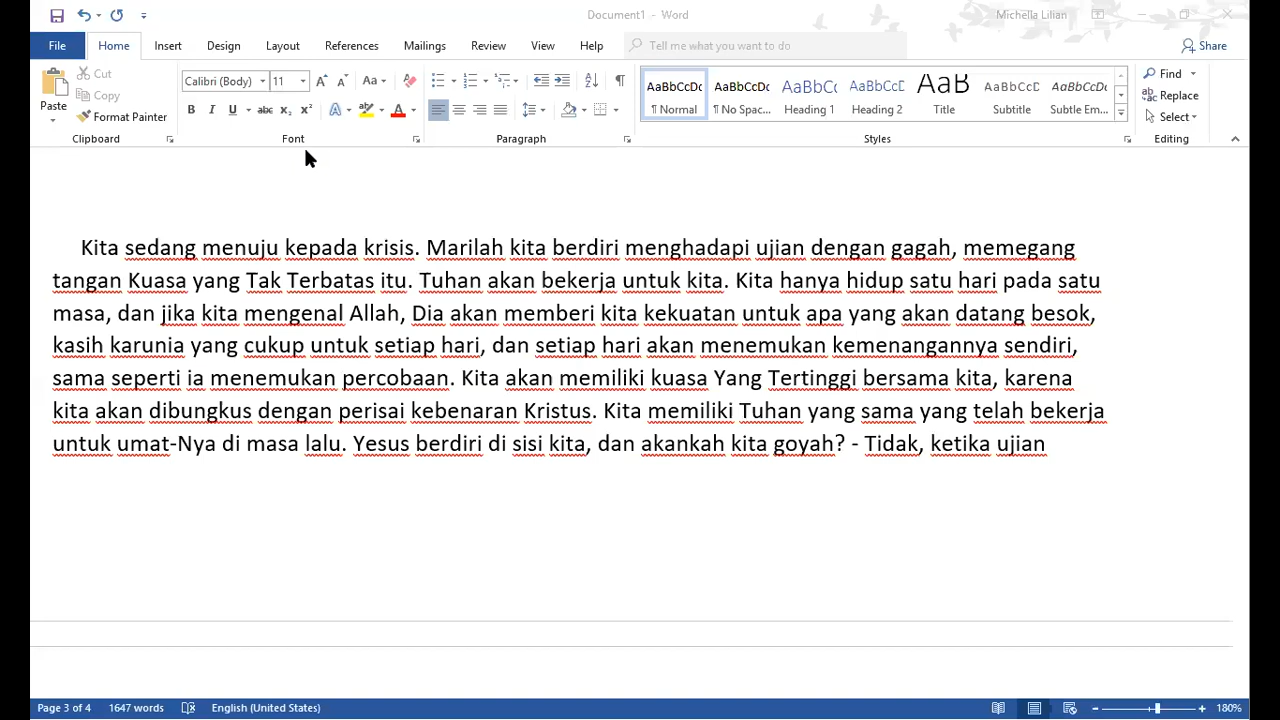 Document1 - Word
Michella Lilian
File Home Insert Design Layout References Mailings Review View Help Tell me what you want to do Share
Paste
Cut
Copy
Format Painter
Clipboard
Calibri (Body) 11
Aa
B I U abc x₂ x² A A
Font
Paragraph
AaBbCcDc AaBbCcDc AaBbCc AaBbCcD AaB AaBbCcD AaBbCcD
¶ Normal ¶ No Spac... Heading 1 Heading 2 Title Subtitle Subtle Em...
Styles
Find
Replace
Select
Editing
Kita sedang menuju kepada krisis. Marilah kita berdiri menghadapi ujian dengan gagah, memegang
tangan Kuasa yang Tak Terbatas itu. Tuhan akan bekerja untuk kita. Kita hanya hidup satu hari pada satu
masa, dan jika kita mengenal Allah, Dia akan memberi kita kekuatan untuk apa yang akan datang besok,
kasih karunia yang cukup untuk setiap hari, dan setiap hari akan menemukan kemenangannya sendiri,
sama seperti ia menemukan percobaan. Kita akan memiliki kuasa Yang Tertinggi bersama kita, karena
kita akan dibungkus dengan perisai kebenaran Kristus. Kita memiliki Tuhan yang sama yang telah bekerja
untuk umat-Nya di masa lalu. Yesus berdiri di sisi kita, dan akankah kita goyah? - Tidak, ketika ujian
Page 3 of 4 1647 words English (United States) 180%